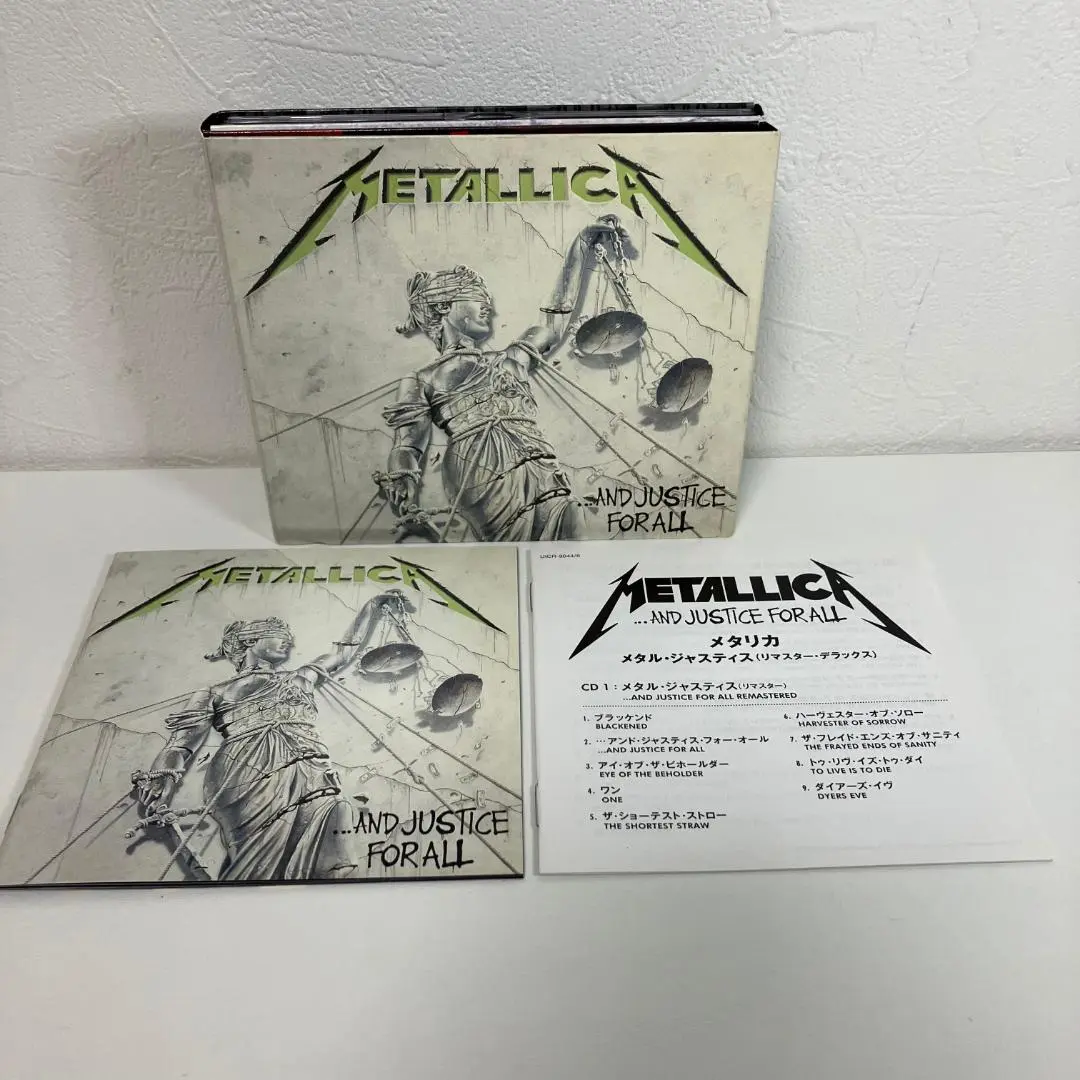 METALLICA
...AND JUSTICE
FOR ALL
METALLICA
...AND JUSTICE
FOR ALL
METALLICA
...AND JUSTICE FOR ALL
メタリカ
メタル・ジャスティス(リマスター・デラックス)
CD 1 : メタル・ジャスティス(リマスター)
...AND JUSTICE FOR ALL REMASTERED
1. ブラッケンド
BLACKENED
2. …アンド・ジャスティス・フォー・オール
...AND JUSTICE FOR ALL
3. アイ・オブ・ザ・ビホールダー
EYE OF THE BEHOLDER
4. ワン
ONE
5. ザ・ショーテスト・ストロー
THE SHORTEST STRAW
6. ハーヴェスター・オブ・ソロー
HARVESTER OF SORROW
7. ザ・フレイド・エンズ・オブ・サニティ
THE FRAYED ENDS OF SANITY
8. トゥ・リヴ・イズ・トゥ・ダイ
TO LIVE IS TO DIE
9. ダイアーズ・イヴ
DYERS EVE